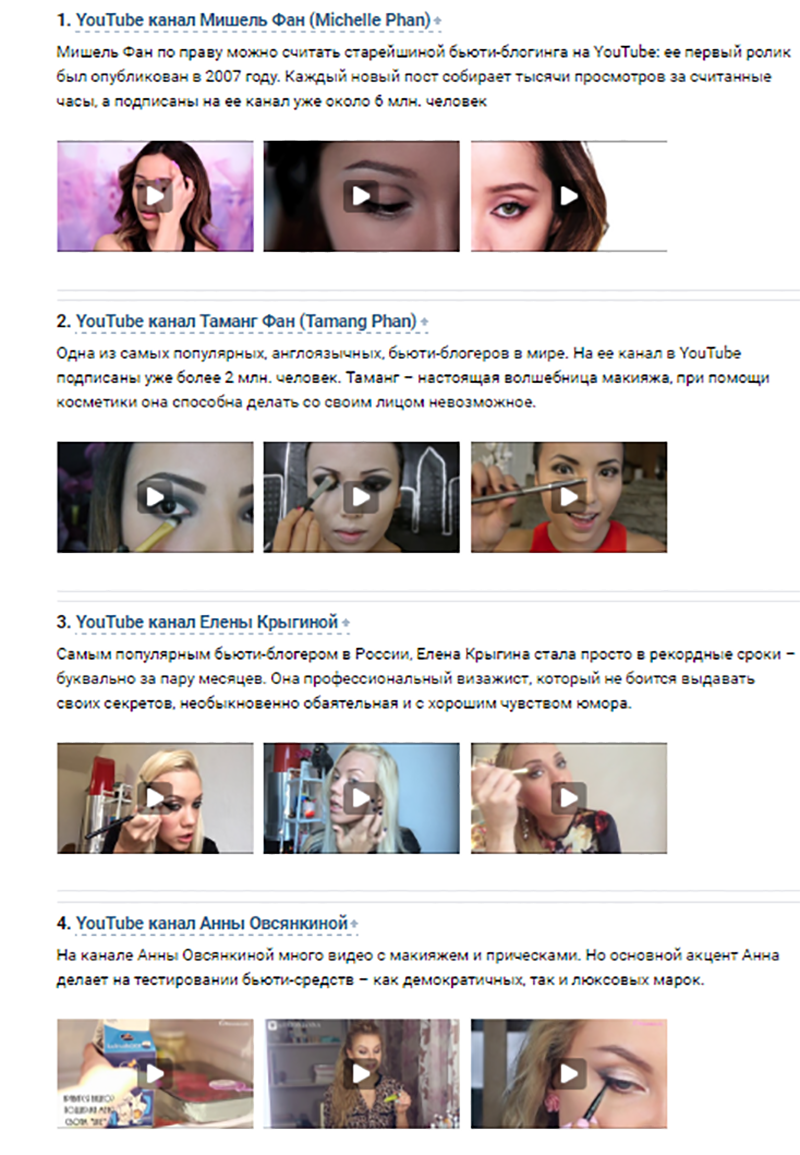 1. YouTube канал Мишель Фан (Michelle Phan)
Мишель Фан по праву можно считать старейшиной бьюти-блогинга на YouTube: ее первый ролик
был опубликован в 2007 году. Каждый новый пост собирает тысячи просмотров за считанные
часы, а подписаны на ее канал уже около 6 млн. человек
2. YouTube канал Таманг Фан (Tamang Phan)
Одна из самых популярных, англоязычных, бьюти-блогеров в мире. На ее канал в YouTube
подписаны уже более 2 млн. человек. Таманг – настоящая волшебница макияжа, при помощи
косметики она способна делать со своим лицом невозможное.
3. YouTube канал Елены Крыгиной
Самым популярным бьюти-блогером в России, Елена Крыгина стала просто в рекордные сроки –
буквально за пару месяцев. Она профессиональный визажист, который не боится выдавать
своих секретов, необыкновенно обаятельная и с хорошим чувством юмора.
4. YouTube канал Анны Овсянкиной
На канале Анны Овсянкиной много видео с макияжем и прическами. Но основной акцент Анна
делает на тестировании бьюти-средств – как демократичных, так и люксовых марок.